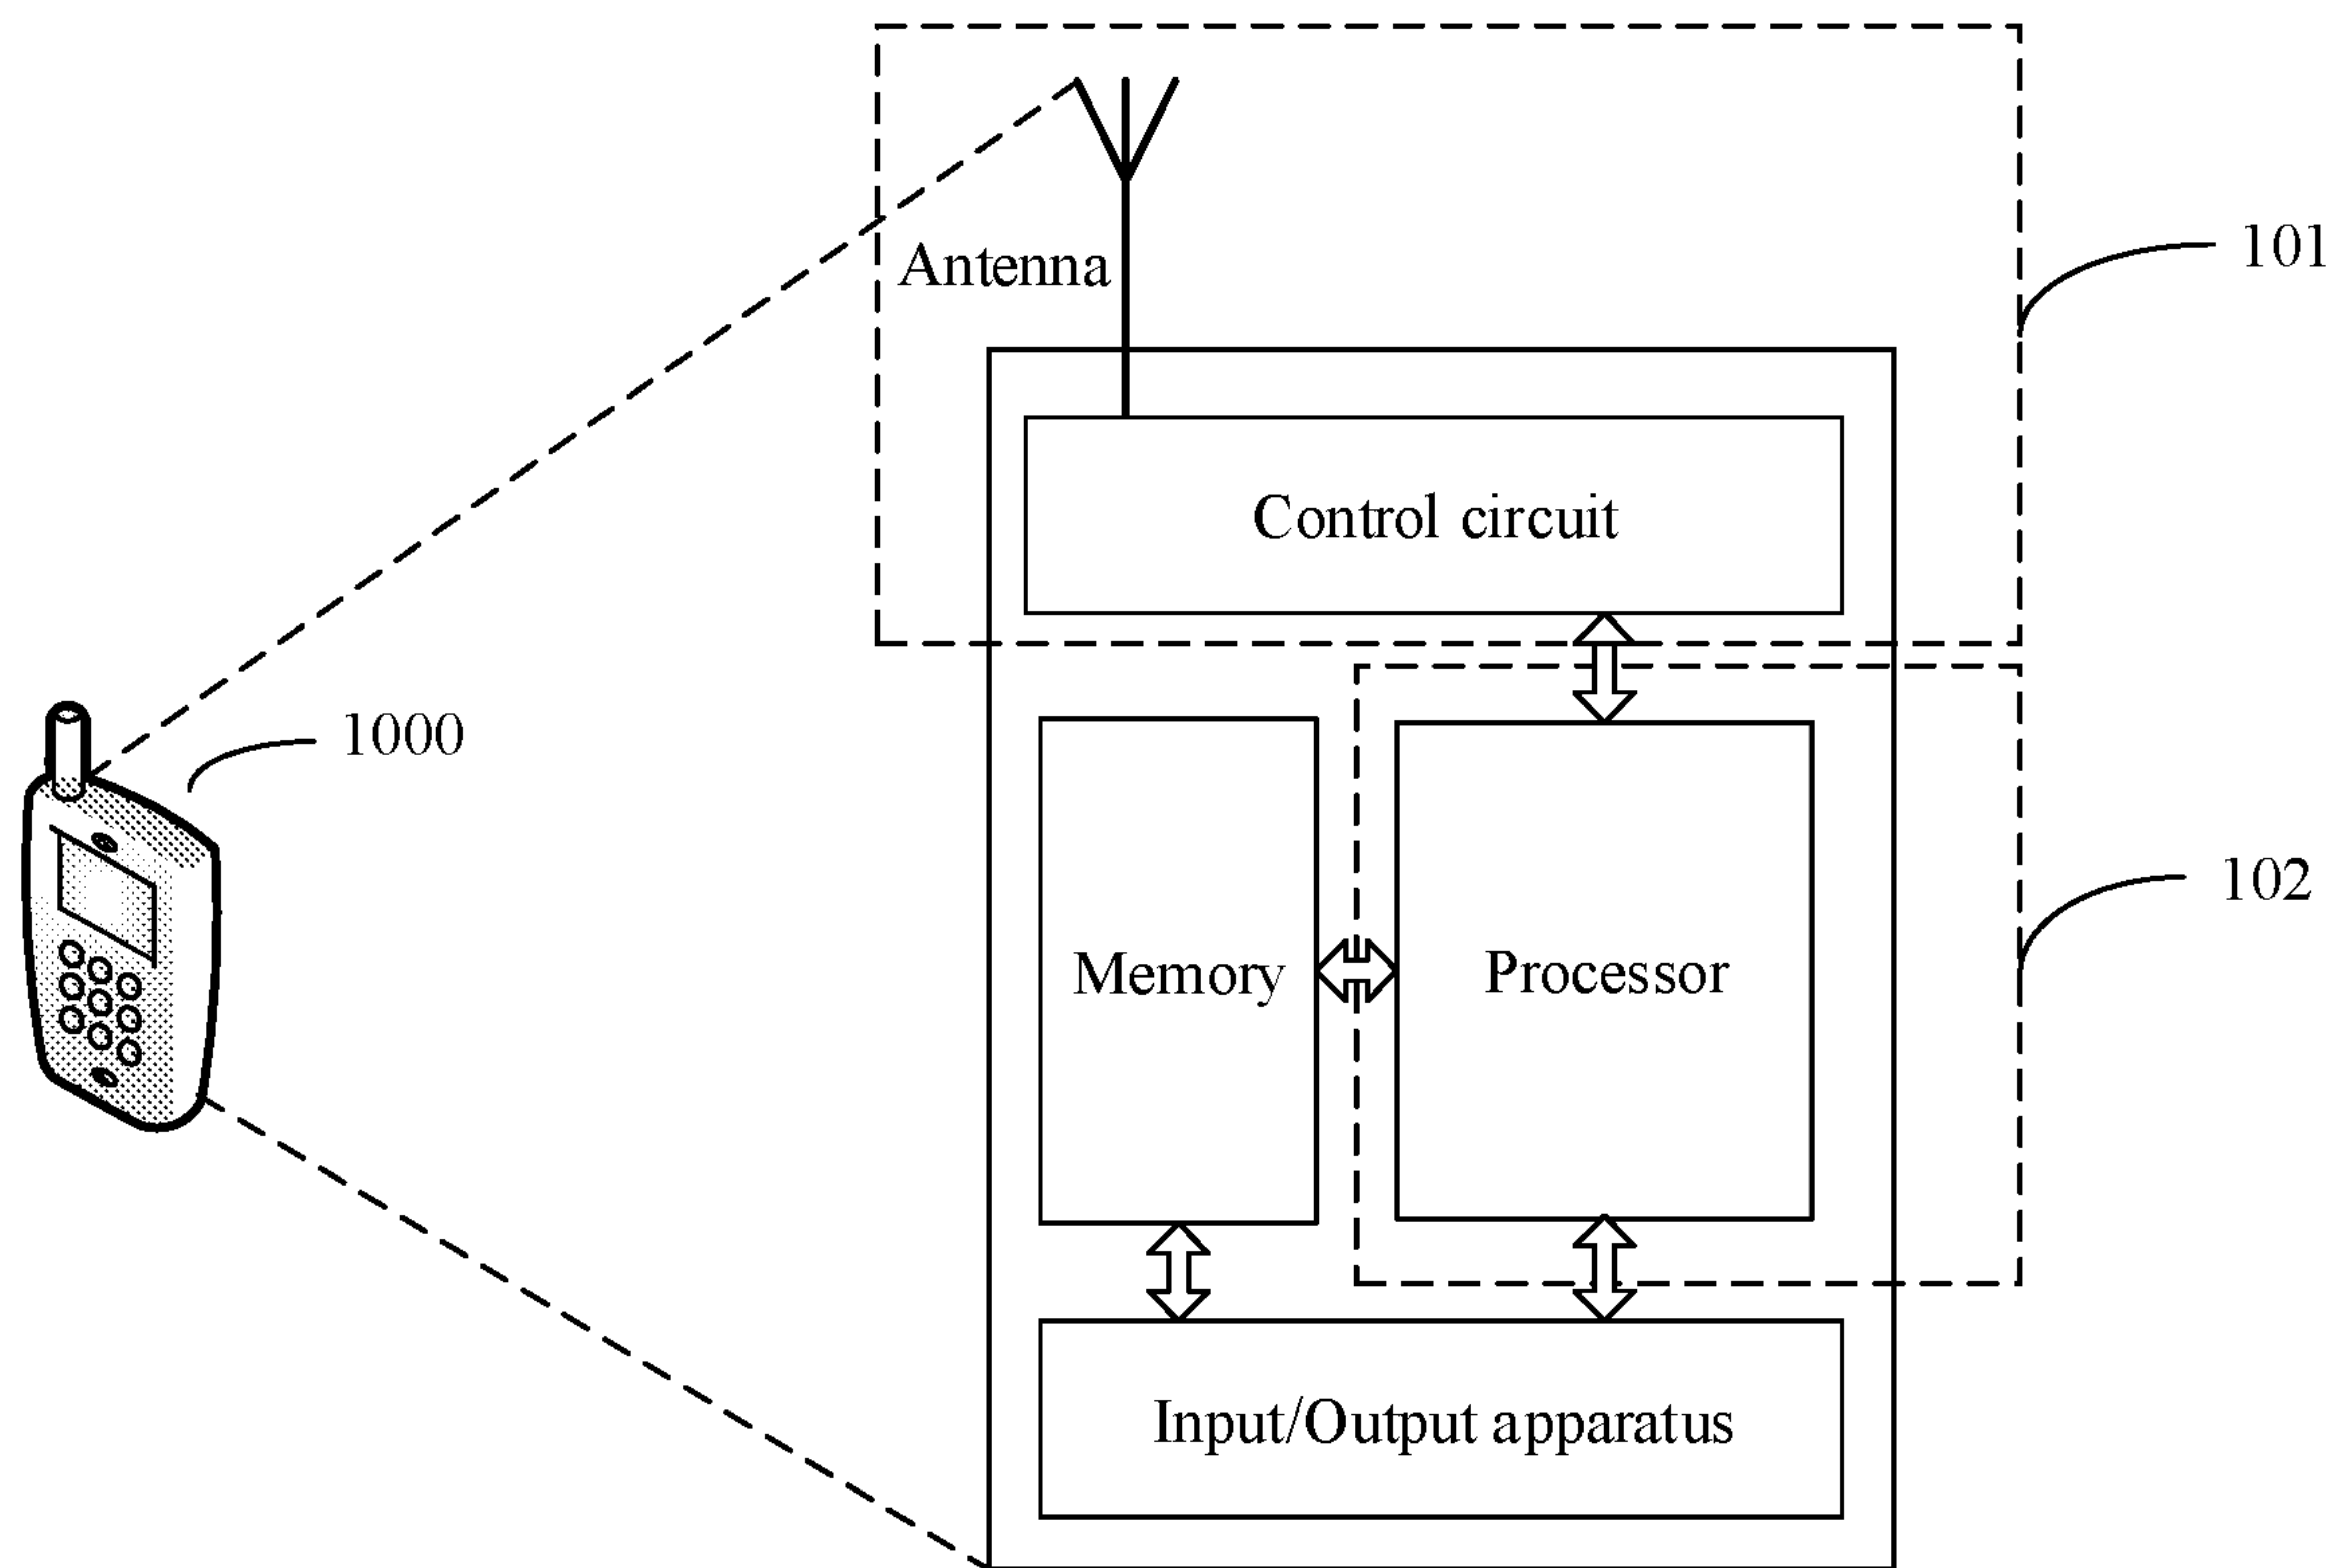 101
Antenna
Control circuit
1000
102
Memory
Processor
Input/Output apparatus